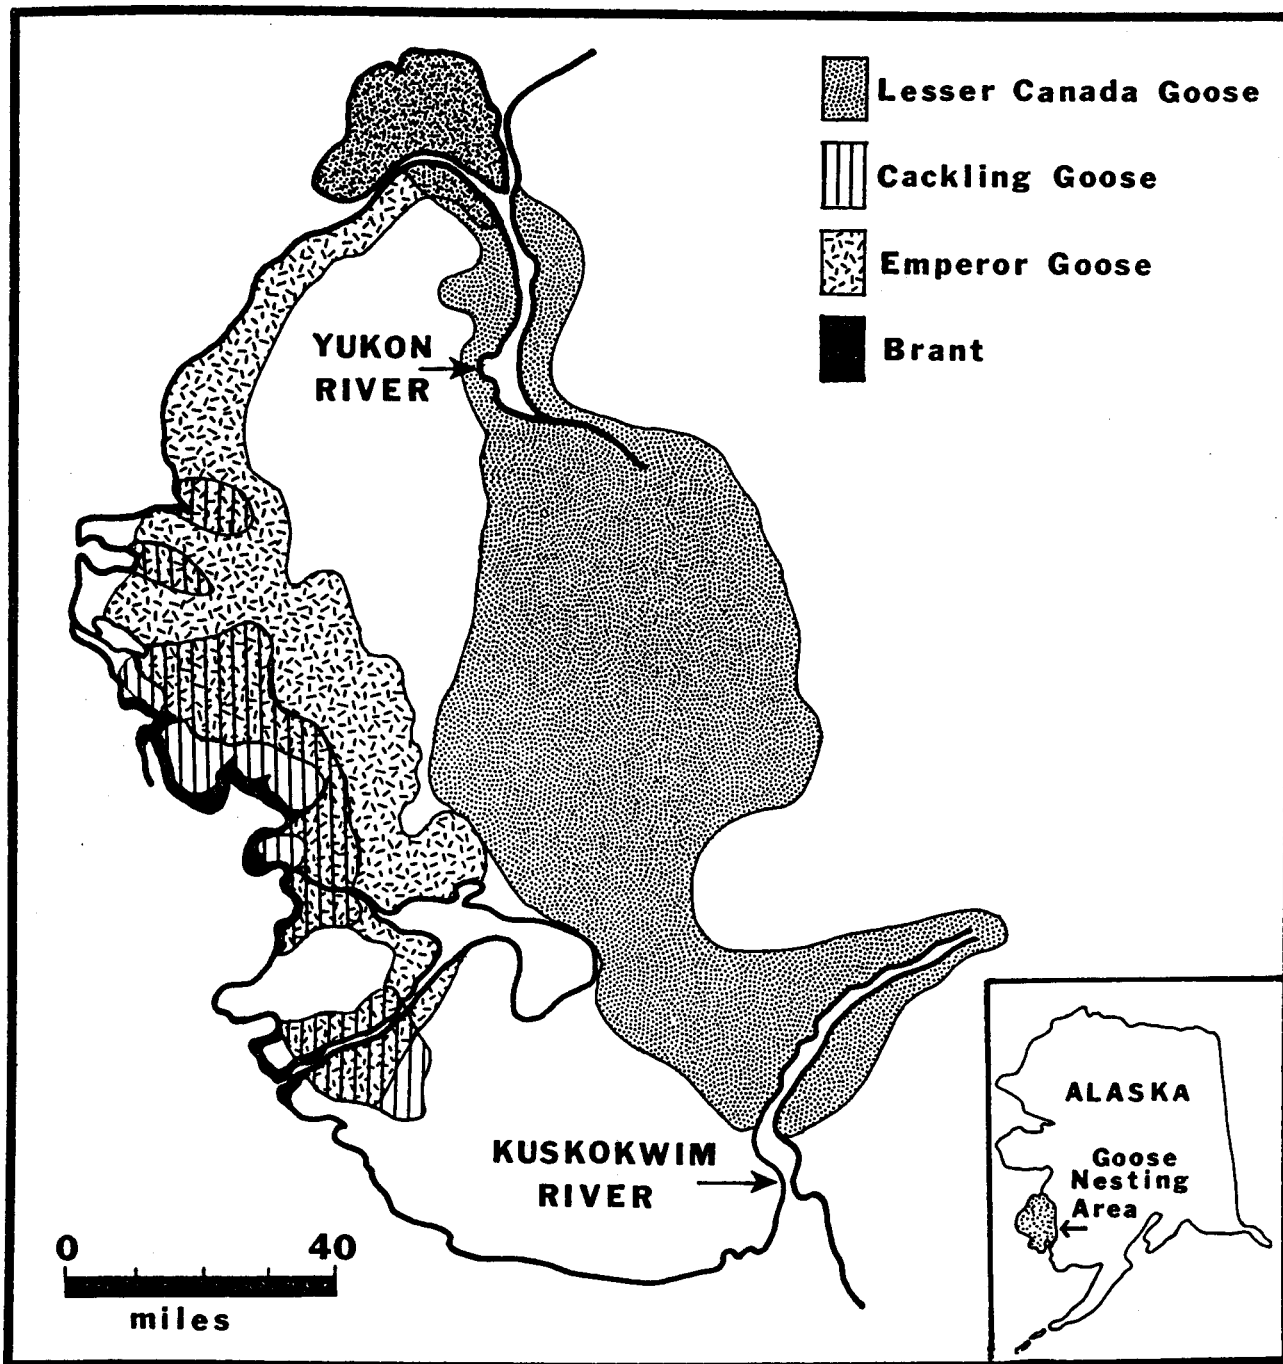 Lesser Canada Goose
Cackling Goose
Emperor Goose
Brant
YUKON
RIVER
KUSKOKWIM
RIVER
0 40
miles
ALASKA
Goose
Nesting
Area